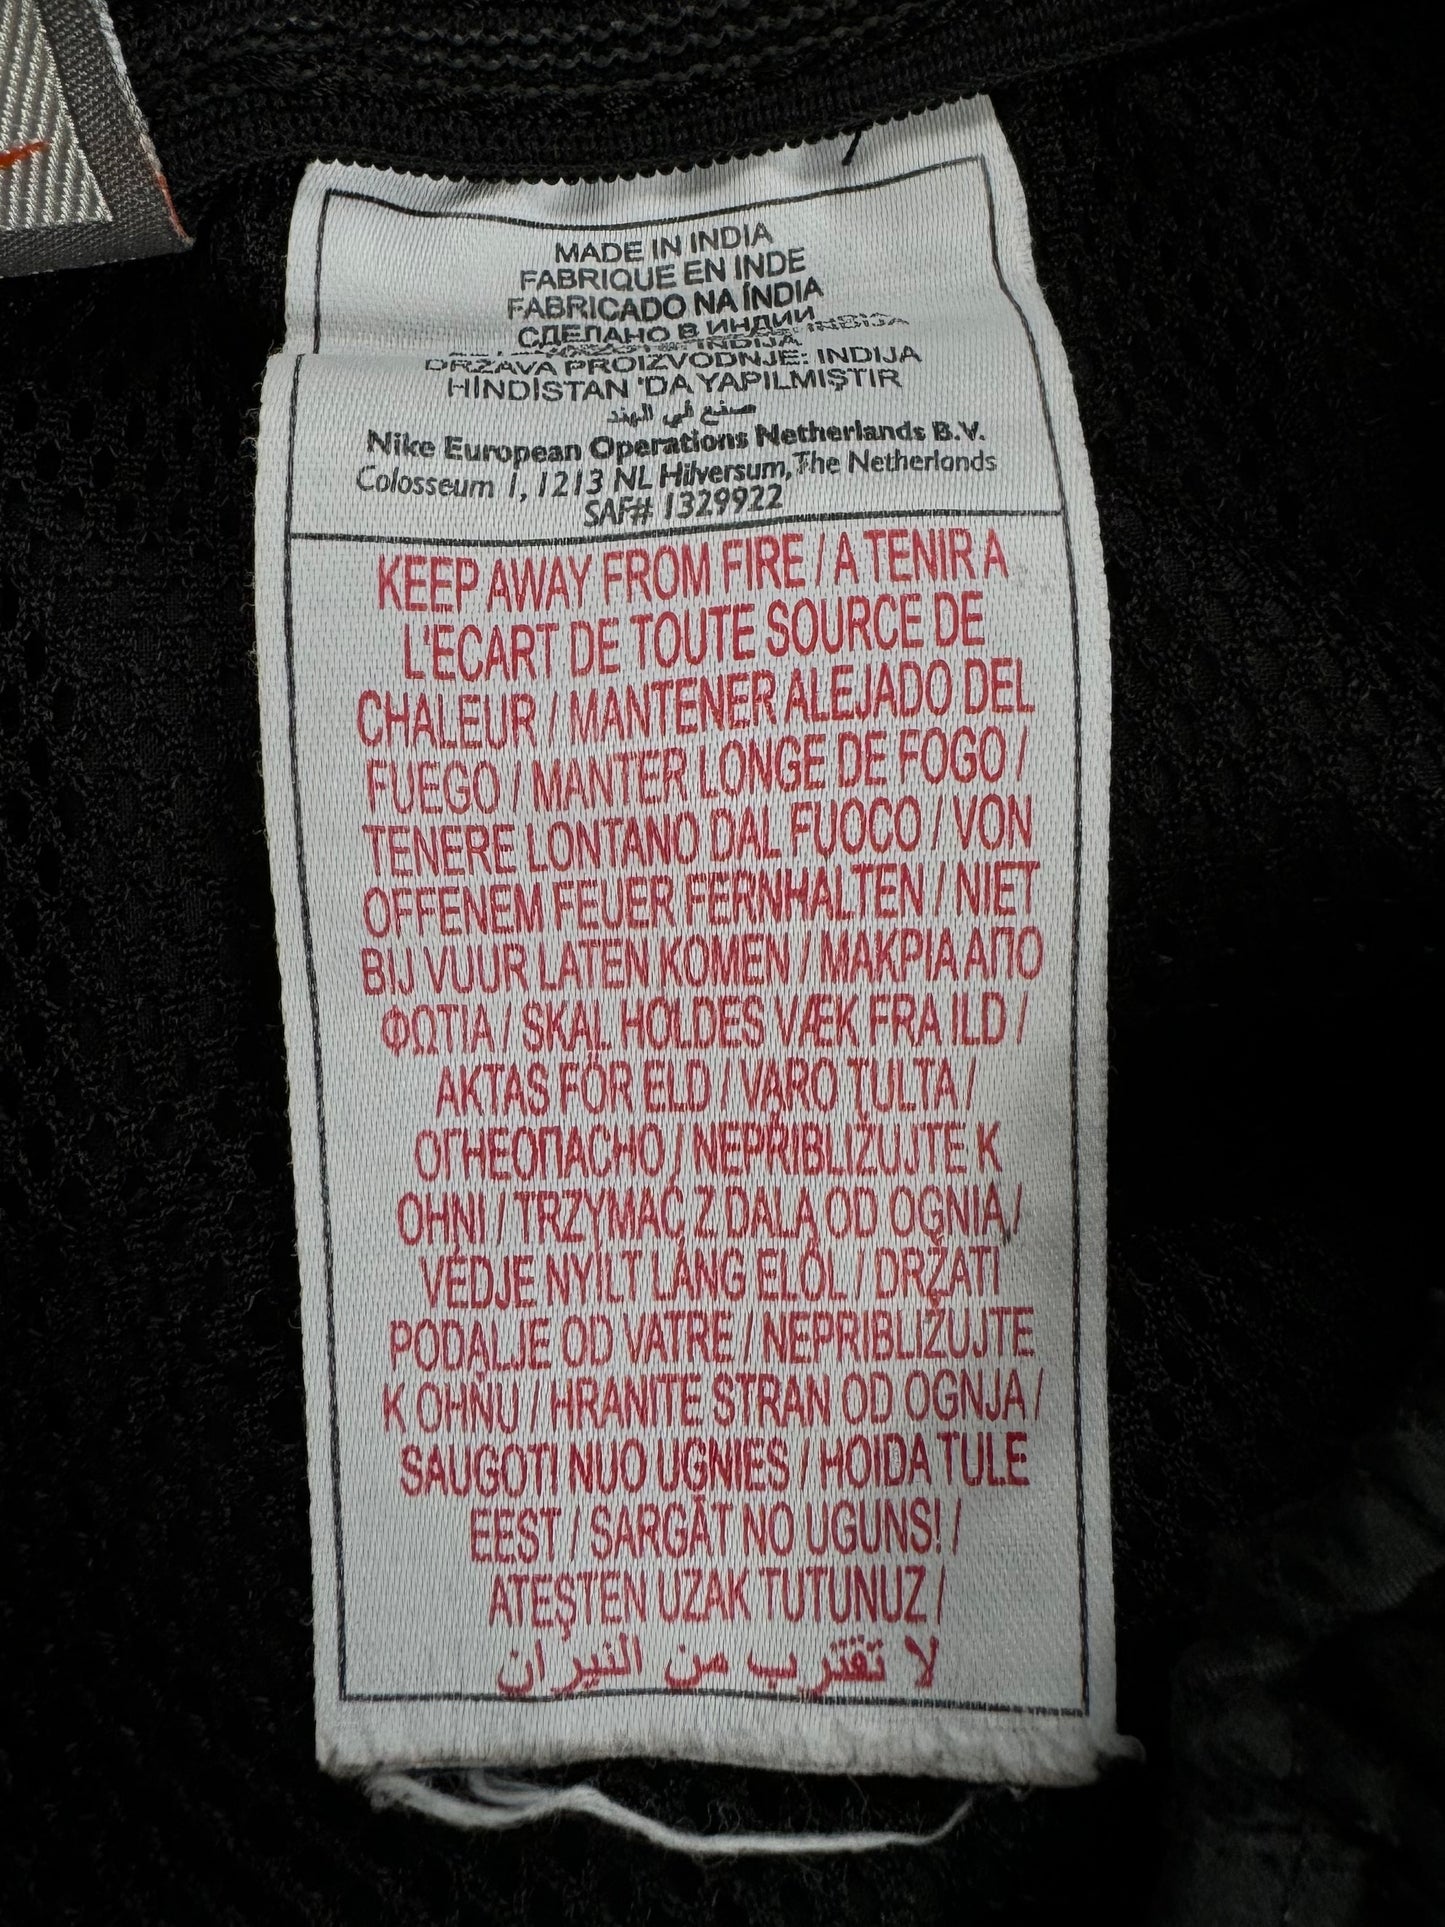 MADE IN INDIA
FABRIQUE EN INDE
FABRICADO NA ÍNDIA
СДЕЛАНО В ИНДИИ
DRŽAVA PROIZVODNJE: INDIJA
HİNDİSTAN 'DA YAPILMIŞTIR
صنع في الهند
Nike European Operations Netherlands B.V.
Colosseum 1, 1213 NL Hilversum, The Netherlands
SAF# 1329922
KEEP AWAY FROM FIRE / A TENIR A
L'ECART DE TOUTE SOURCE DE
CHALEUR / MANTENER ALEJADO DEL
FUEGO / MANTER LONGE DE FOGO /
TENERE LONTANO DAL FUOCO / VON
OFFENEM FEUER FERNHALTEN / NIET
BIJ VUUR LATEN KOMEN / ΜΑΚΡΙΑ ΑΠΟ
ΦΩΤΙΑ / SKAL HOLDES VÆK FRA ILD /
AKTAS FÖR ELD / VARO TULTA /
ОГНЕОПАСНО / NEPŘIBLIŽUJTE K
OHNI / TRZYMAĆ Z DALA OD OGNIA /
VÉDJE NYÍLT LÁNG ELŐL / DRŽATI
PODALJE OD VATRE / NEPRIBLIŽUJTE
K OHŇU / HRANITE STRAN OD OGNJA /
SAUGOTI NUO UGNIES / HOIDA TULE
EEST / SARGĀT NO UGUNS! /
ATEŞTEN UZAK TUTUNUZ /
لا تقترب من النيران